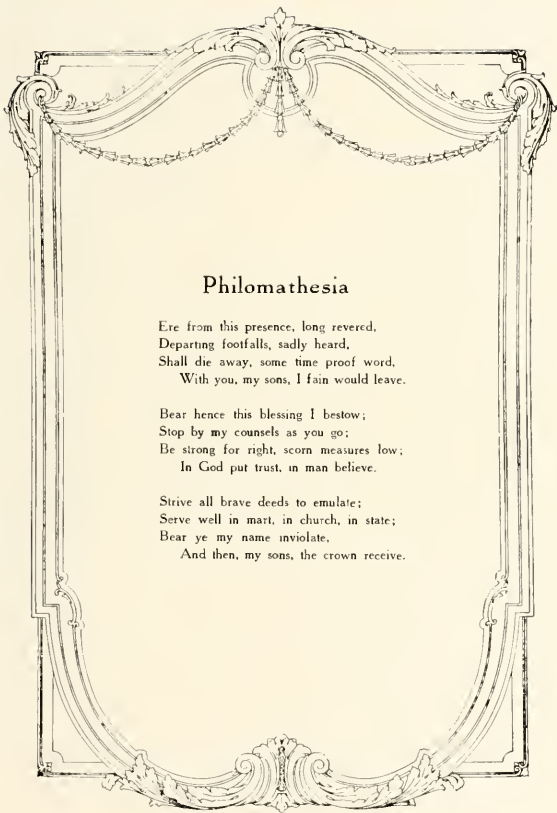 Philomathesia
Ere from this presence, long revered,
Departing footfalls, sadly heard,
Shall die away, some time proof word,
With you, my sons, I fain would leave.
Bear hence this blessing I bestow;
Stop by my counsels as you go;
Be strong for right, scorn measures low;
In God put trust, in man believe.
Strive all brave deeds to emulate;
Serve well in mart, in church, in state;
Bear ye my name inviolate,
And then, my sons, the crown receive.